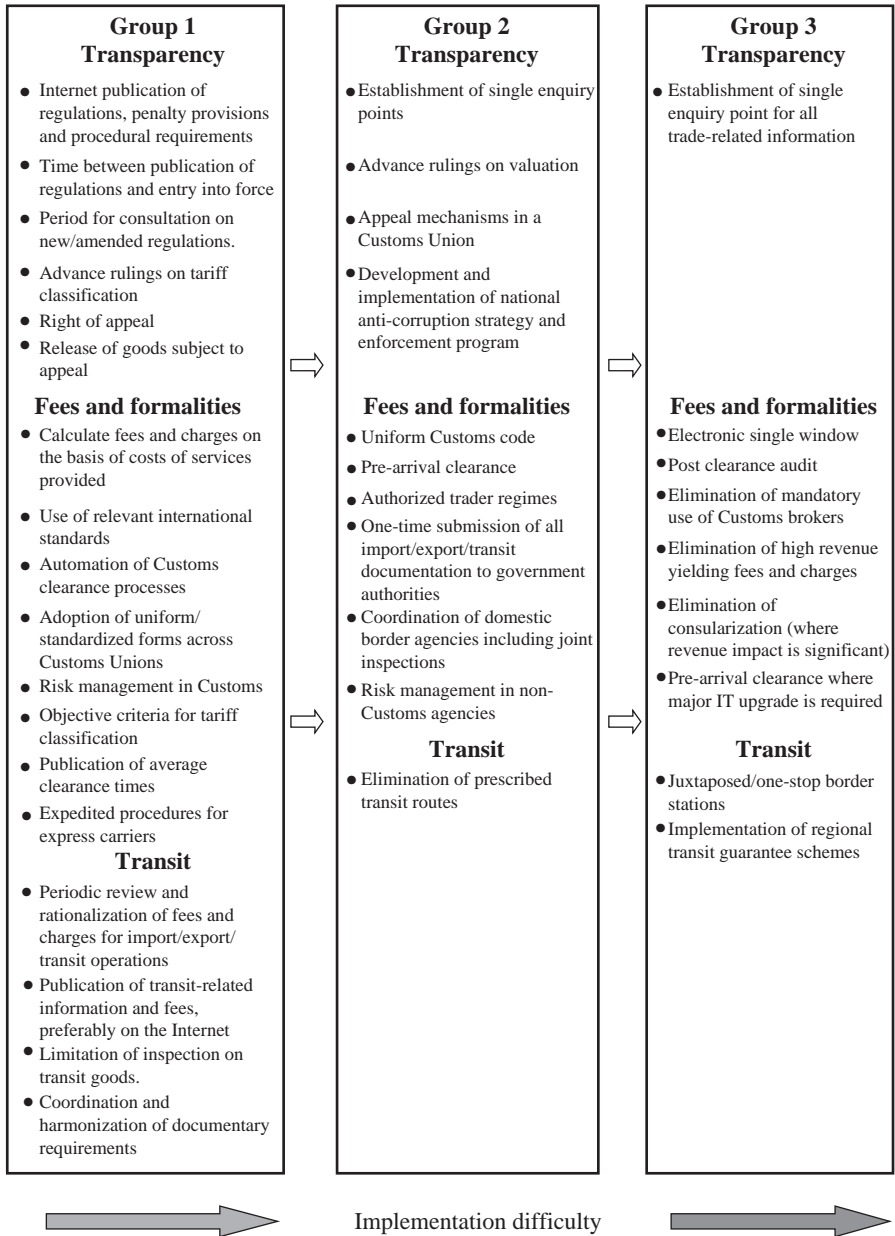 Group 1
Transparency
● Internet publication of
regulations, penalty provisions
and procedural requirements
● Time between publication of
regulations and entry into force
● Period for consultation on
new/amended regulations.
● Advance rulings on tariff
classification
● Right of appeal
● Release of goods subject to
appeal
Fees and formalities
● Calculate fees and charges on
the basis of costs of services
provided
● Use of relevant international
standards
● Automation of Customs
clearance processes
● Adoption of uniform/
standardized forms across
Customs Unions
● Risk management in Customs
● Objective criteria for tariff
classification
● Publication of average
clearance times
● Expedited procedures for
express carriers
Transit
● Periodic review and
rationalization of fees and
charges for import/export/
transit operations
● Publication of transit-related
information and fees,
preferably on the Internet
● Limitation of inspection on
transit goods.
● Coordination and
harmonization of documentary
requirements
Group 2
Transparency
● Establishment of single enquiry
points
● Advance rulings on valuation
● Appeal mechanisms in a
Customs Union
● Development and
implementation of national
anti-corruption strategy and
enforcement program
Fees and formalities
● Uniform Customs code
● Pre-arrival clearance
● Authorized trader regimes
● One-time submission of all
import/export/transit
documentation to government
authorities
● Coordination of domestic
border agencies including joint
inspections
● Risk management in non-
Customs agencies
Transit
● Elimination of prescribed
transit routes
Group 3
Transparency
● Establishment of single
enquiry point for all
trade-related information
Fees and formalities
● Electronic single window
● Post clearance audit
● Elimination of mandatory
use of Customs brokers
● Elimination of high revenue
yielding fees and charges
● Elimination of
consularization (where
revenue impact is significant)
● Pre-arrival clearance where
major IT upgrade is required
Transit
● Juxtaposed/one-stop border
stations
● Implementation of regional
transit guarantee schemes
Implementation difficulty